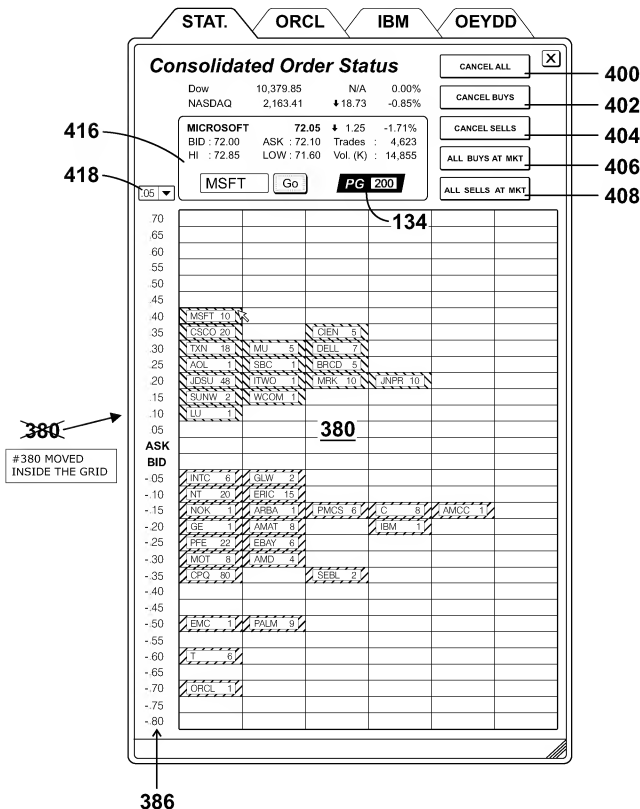 STAT. ORCL IBM OEYDD
Consolidated Order Status
X
CANCEL ALL
400
Dow 10,379.85 N/A 0.00%
NASDAQ 2,163.41 18.73 -0.85%
CANCEL BUYS
402
CANCEL SELLS
404
ALL BUYS AT MKT
406
ALL SELLS AT MKT
408
416
MICROSOFT 72.05 1.25 -1.71%
BID : 72.00 ASK : 72.10 Trades : 4,623
HI : 72.85 LOW : 71.60 Vol. (K) : 14,855
MSFT Go PG 200
418
.05
134
.70
.65
.60
.55
.50
.45
.40 MSFT 10
.35 CSCO 20 CIEN 5
.30 TXN 18 MU 5 DELL 7
.25 AOL 1 SBC 1 BRCD 5
.20 JDSU 48 ITWO 1 MRK 10 JNPR 10
.15 SUNW 2 WCOM 1
.10 LU 1
.05
380
380
#380 MOVED
INSIDE THE GRID
ASK
BID
-.05 INTC 6 GLW 2
-.10 NT 20 ERIC 15
-.15 NOK 1 ARBA 1 PMCS 6 C 8 AMCC 1
-.20 GE 1 AMAT 8 IBM 1
-.25 PFE 22 EBAY 6
-.30 MOT 8 AMD 4
-.35 CPQ 80 SEBL 2
-.40
-.45
-.50 EMC 1 PALM 9
-.55
-.60 T 6
-.65
-.70 ORCL 1
-.75
-.80
386